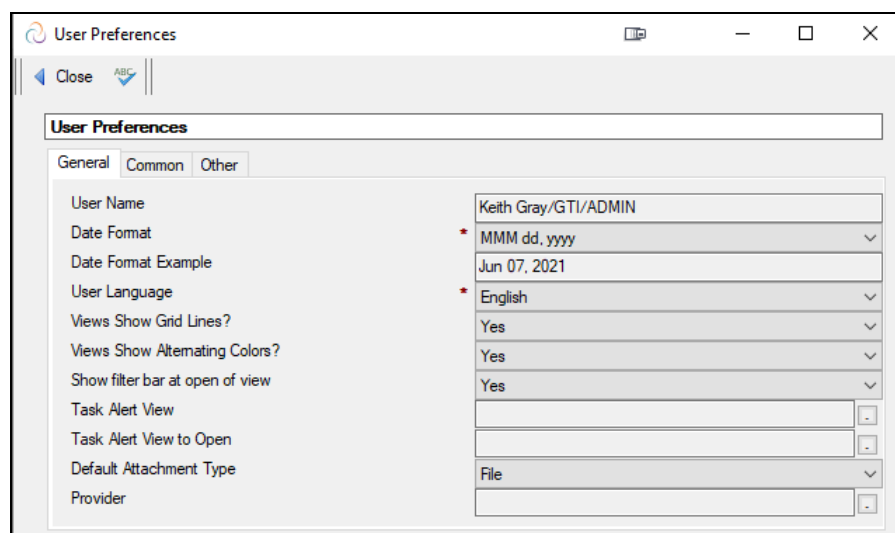 User Preferences
Close ABC
User Preferences
General Common Other
User Name Keith Gray/GTI/ADMIN
Date Format * MMM dd, yyyy
Date Format Example Jun 07, 2021
User Language * English
Views Show Grid Lines? Yes
Views Show Alternating Colors? Yes
Show filter bar at open of view Yes
Task Alert View .
Task Alert View to Open .
Default Attachment Type File
Provider .